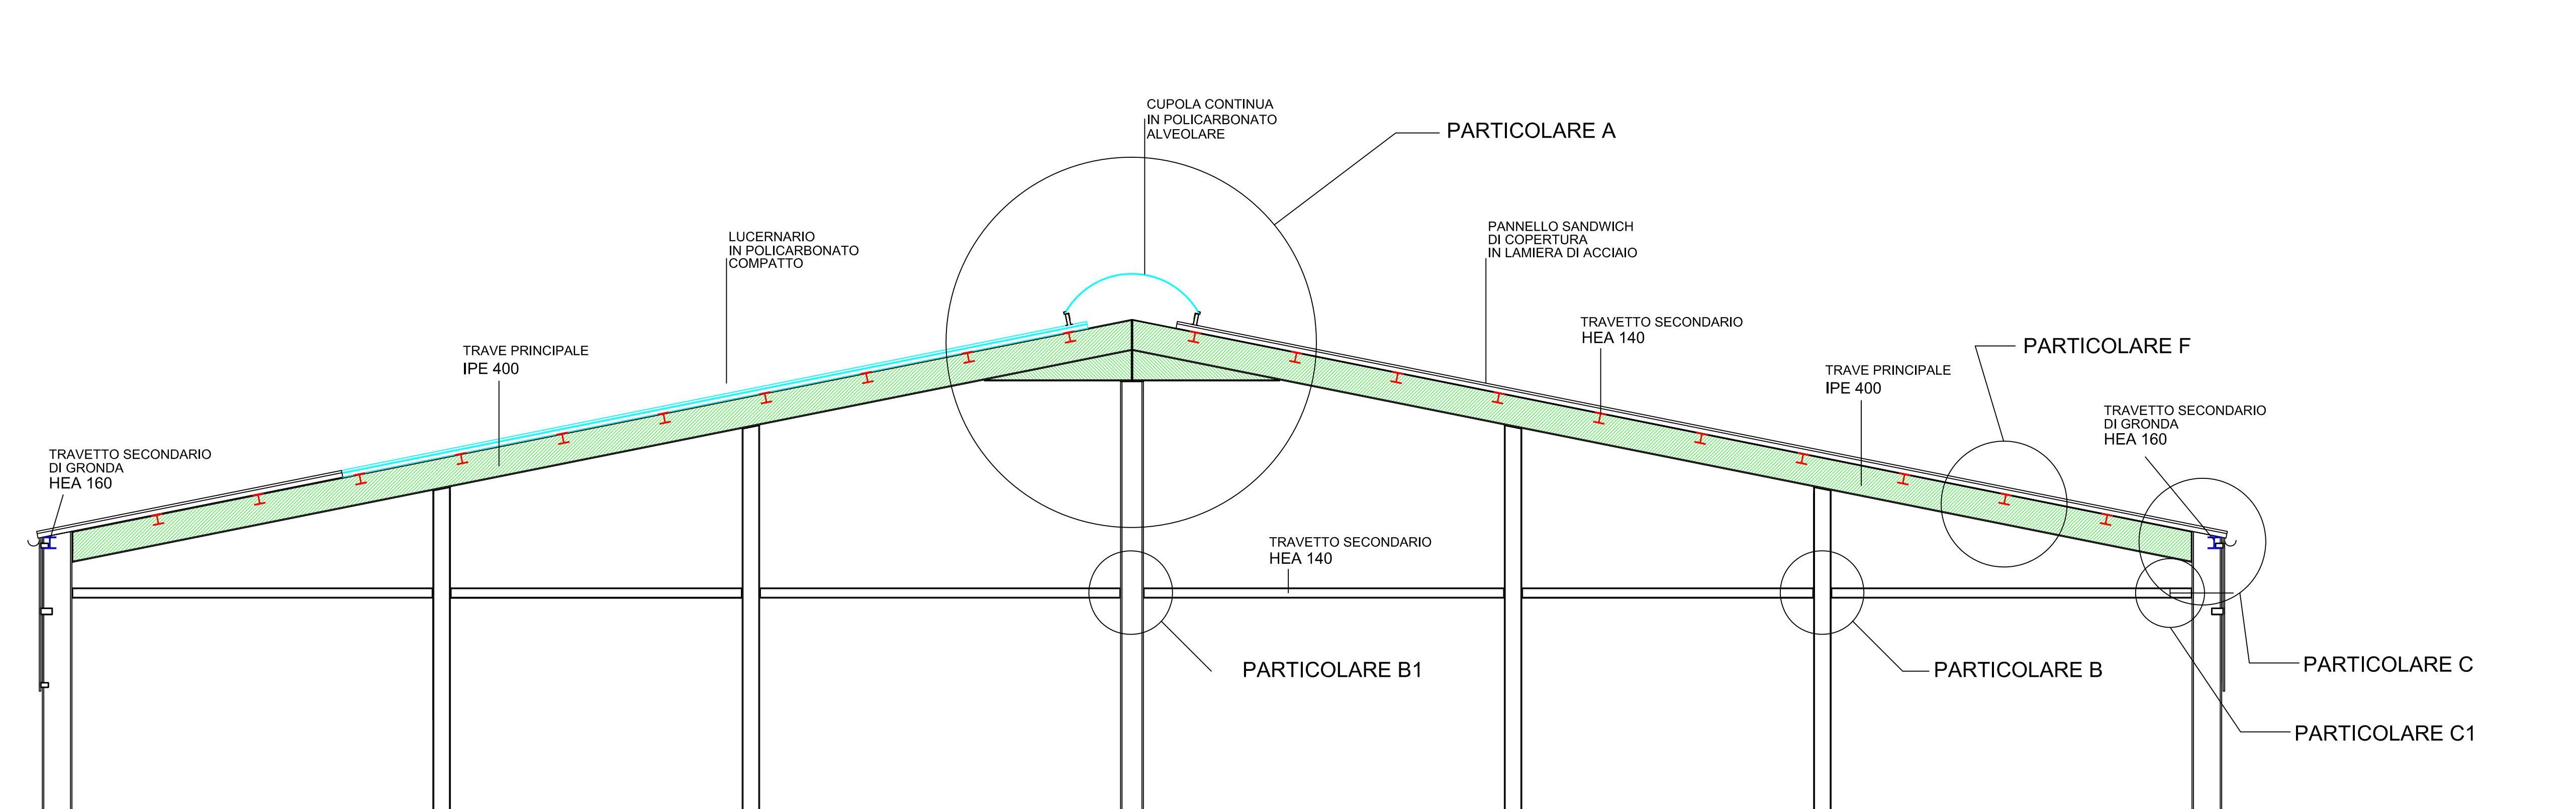 CUPOLA CONTINUA
IN POLICARBONATO
ALVEOLARE
PARTICOLARE A
LUCERNARIO
IN POLICARBONATO
COMPATTO
PANNELLO SANDWICH
DI COPERTURA
IN LAMIERA DI ACCIAIO
TRAVETTO SECONDARIO
HEA 140
PARTICOLARE F
TRAVE PRINCIPALE
IPE 400
TRAVE PRINCIPALE
IPE 400
TRAVETTO SECONDARIO
DI GRONDA
HEA 160
TRAVETTO SECONDARIO
DI GRONDA
HEA 160
TRAVETTO SECONDARIO
HEA 140
PARTICOLARE B1
PARTICOLARE B
PARTICOLARE C
PARTICOLARE C1